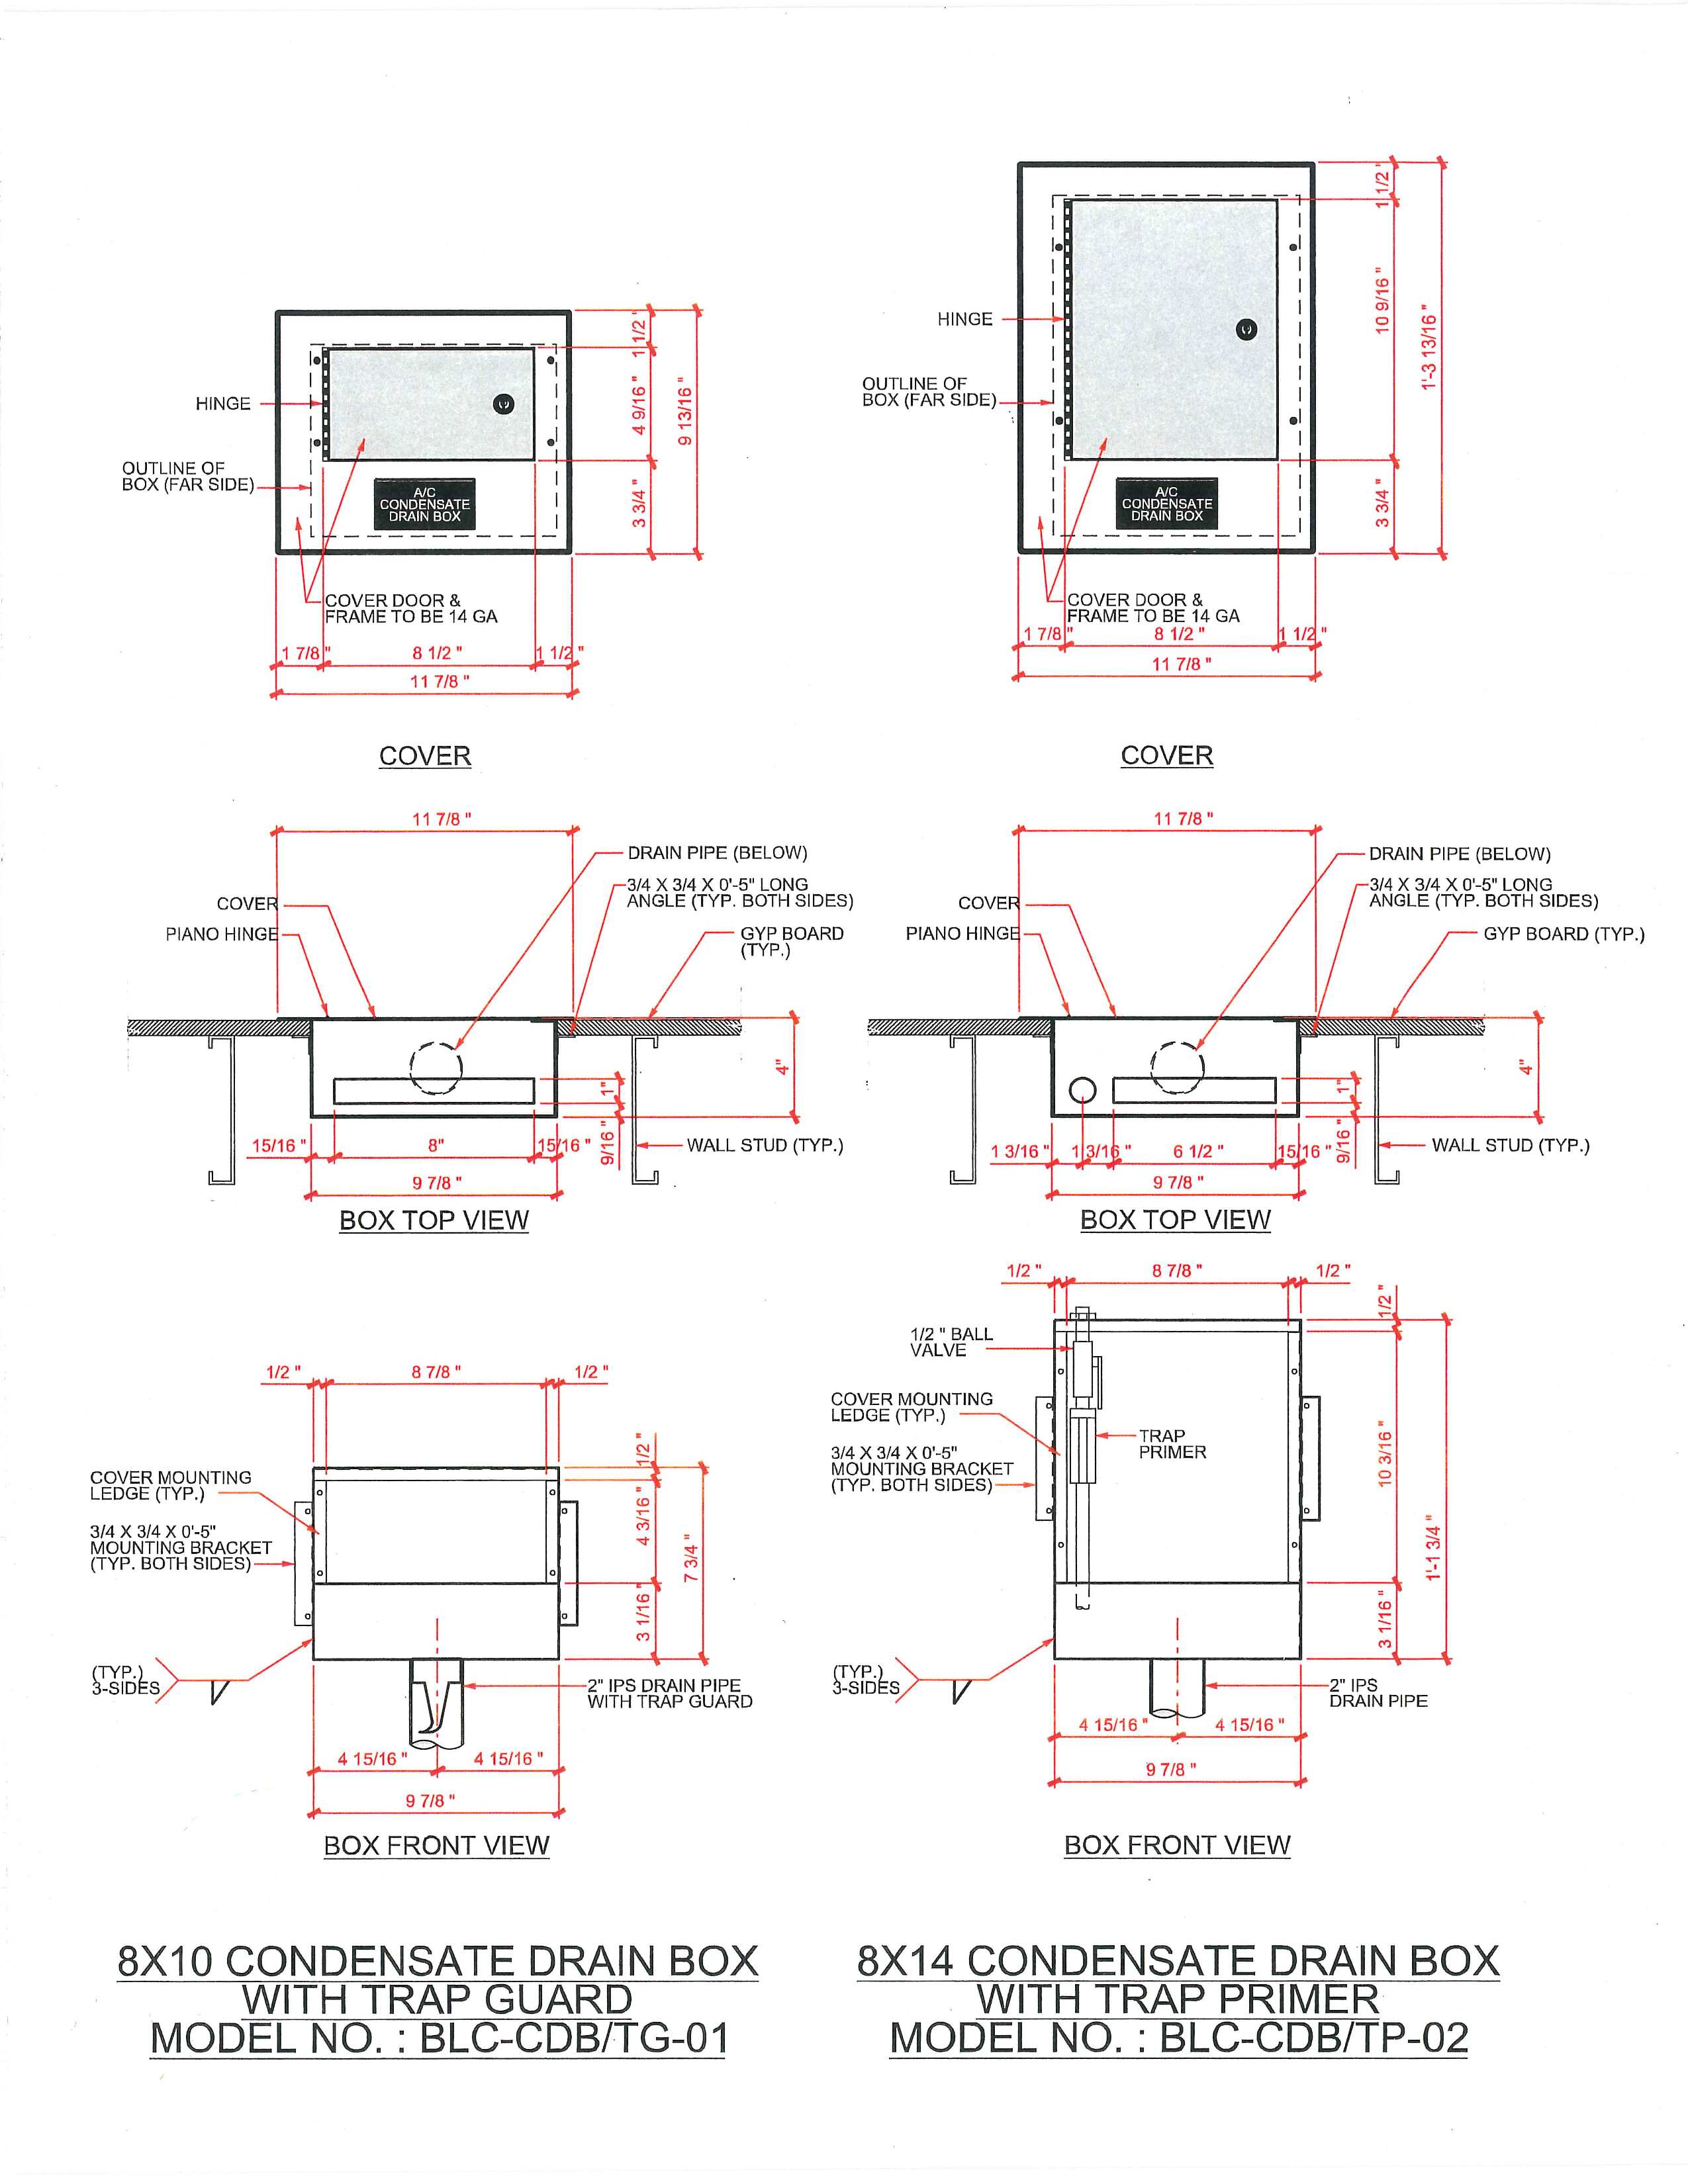 1 1/2"
HINGE
4 9/16 "
9 13/16 "
OUTLINE OF
BOX (FAR SIDE)
A/C
CONDENSATE
DRAIN BOX
3 3/4 "
COVER DOOR &
FRAME TO BE 14 GA
1 7/8 "
8 1/2 "
1 1/2 "
11 7/8 "
COVER
1 1/2 "
HINGE
10 9/16 "
1'-3 13/16 "
OUTLINE OF
BOX (FAR SIDE)
A/C
CONDENSATE
DRAIN BOX
3 3/4 "
COVER DOOR &
FRAME TO BE 14 GA
1 7/8 "
8 1/2 "
1 1/2 "
11 7/8 "
COVER
11 7/8 "
DRAIN PIPE (BELOW)
3/4 X 3/4 X 0'-5" LONG
ANGLE (TYP. BOTH SIDES)
COVER
PIANO HINGE
GYP BOARD
(TYP.)
4"
1"
9/16 "
15/16 "
8"
15/16 "
WALL STUD (TYP.)
9 7/8 "
BOX TOP VIEW
11 7/8 "
DRAIN PIPE (BELOW)
3/4 X 3/4 X 0'-5" LONG
ANGLE (TYP. BOTH SIDES)
COVER
PIANO HINGE
GYP BOARD (TYP.)
4"
1"
9/16 "
1 3/16 "
1 3/16 "
6 1/2 "
15/16 "
WALL STUD (TYP.)
9 7/8 "
BOX TOP VIEW
1/2 "
8 7/8 "
1/2 "
1/2 "
COVER MOUNTING
LEDGE (TYP.)
3/4 X 3/4 X 0'-5"
MOUNTING BRACKET
(TYP. BOTH SIDES)
4 3/16 "
7 3/4 "
3 1/16 "
(TYP.)
3-SIDES
2" IPS DRAIN PIPE
WITH TRAP GUARD
4 15/16 "
4 15/16 "
9 7/8 "
BOX FRONT VIEW
1/2 "
8 7/8 "
1/2 "
1/2 "
1/2 " BALL
VALVE
COVER MOUNTING
LEDGE (TYP.)
TRAP
PRIMER
3/4 X 3/4 X 0'-5"
MOUNTING BRACKET
(TYP. BOTH SIDES)
10 3/16 "
1'-1 3/4 "
3 1/16 "
(TYP.)
3-SIDES
2" IPS
DRAIN PIPE
4 15/16 "
4 15/16 "
9 7/8 "
BOX FRONT VIEW
8X10 CONDENSATE DRAIN BOX
WITH TRAP GUARD
MODEL NO. : BLC-CDB/TG-01
8X14 CONDENSATE DRAIN BOX
WITH TRAP PRIMER
MODEL NO. : BLC-CDB/TP-02